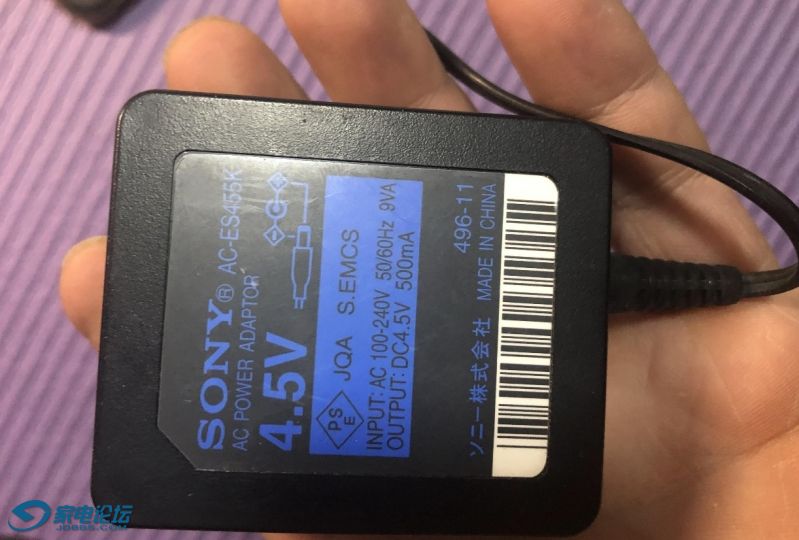 SONY® AC-ES455K
AC POWER ADAPTOR
4.5V
PS
E
JQA S.EMCS
INPUT: AC 100-240V 50/60Hz 9VA
OUTPUT: DC4.5V 500mA
496-11
ソニー株式会社 MADE IN CHINA
家电论坛
JDBBS.COM